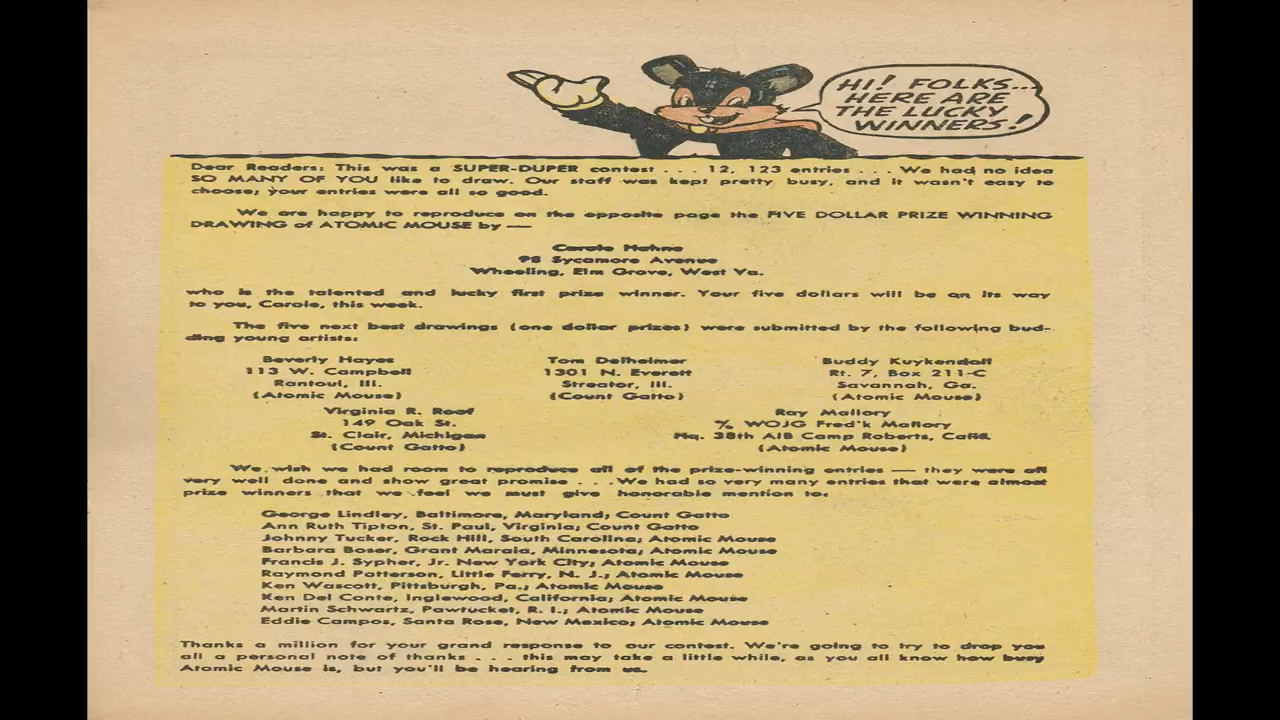 HI! FOLKS...
HERE ARE
THE LUCKY
WINNERS!
Dear Readers: This was a SUPER-DUPER contest . . . 12, 123 entries . . . We had no idea
SO MANY OF YOU like to draw. Our staff was kept pretty busy, and it wasn't easy to
choose; your entries were all so good.
We are happy to reproduce on the opposite page the FIVE DOLLAR PRIZE WINNING
DRAWING of ATOMIC MOUSE by —
Carole Hahne
98 Sycamore Avenue
Wheeling, Elm Grove, West Va.
who is the talented and lucky first prize winner. Your five dollars will be on its way
to you, Carole, this week.
The five next best drawings (one dollar prizes) were submitted by the following bud-
ding young artists:
Beverly Hayes Tom Delheimer Buddy Kuykendall
113 W. Campbell 1301 N. Everett Rt. 7, Box 211-C
Rantoul, Ill. Streator, Ill. Savannah, Ga.
(Atomic Mouse) (Count Gatto) (Atomic Mouse)
Virginia R. Roof Ray Mallory
149 Oak St. % WOJG Fred'k Mallory
St. Clair, Michigan Hq. 38th AIB Camp Roberts, Calif.
(Count Gatto) (Atomic Mouse)
We wish we had room to reproduce all of the prize-winning entries — they were all
very well done and show great promise . . . We had so very many entries that were almost
prize winners that we feel we must give honorable mention to:
George Lindley, Baltimore, Maryland; Count Gatto
Ann Ruth Tipton, St. Paul, Virginia; Count Gatto
Johnny Tucker, Rock Hill, South Carolina; Atomic Mouse
Barbara Boser, Grant Maraia, Minnesota; Atomic Mouse
Francis J. Sypher, Jr. New York City; Atomic Mouse
Raymond Patterson, Little Ferry, N. J.; Atomic Mouse
Ken Wascott, Pittsburgh, Pa.; Atomic Mouse
Ken Del Conte, Inglewood, California; Atomic Mouse
Martin Schwartz, Pawtucket, R. I.; Atomic Mouse
Eddie Campos, Santa Rose, New Mexico; Atomic Mouse
Thanks a million for your grand response to our contest. We're going to try to drop you
all a personal note of thanks . . . this may take a little while, as you all know how busy
Atomic Mouse is, but you'll be hearing from us.